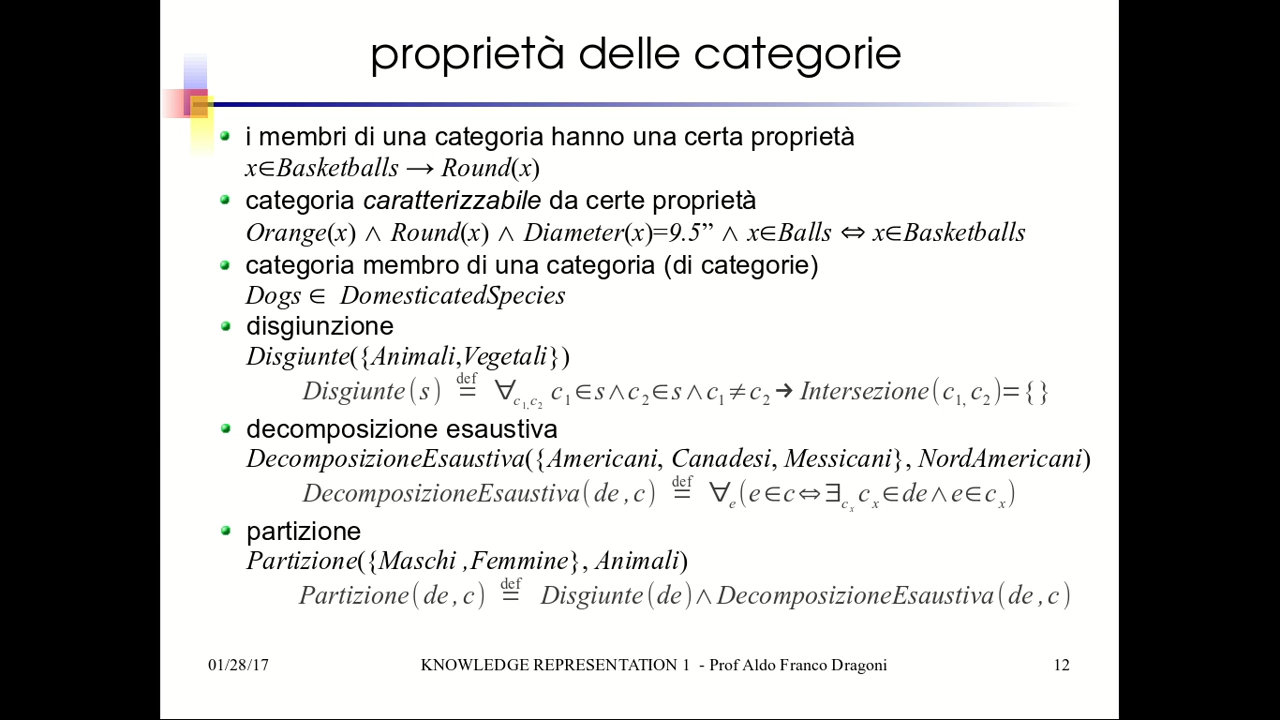 proprietà delle categorie
i membri di una categoria hanno una certa proprietà
x∈Basketballs → Round(x)
categoria caratterizzabile da certe proprietà
Orange(x) ∧ Round(x) ∧ Diameter(x)=9.5” ∧ x∈Balls ⇔ x∈Basketballs
categoria membro di una categoria (di categorie)
Dogs ∈ DomesticatedSpecies
disgiunzione
Disgiunte({Animali,Vegetali})
Disgiunte(s) def= ∀c₁,c₂ c₁∈s∧c₂∈s∧c₁≠c₂ → Intersezione(c₁,c₂)={}
decomposizione esaustiva
DecomposizioneEsaustiva({Americani, Canadesi, Messicani}, NordAmericani)
DecomposizioneEsaustiva(de,c) def= ∀e(e∈c⇔∃cₓ cₓ∈de∧e∈cₓ)
partizione
Partizione({Maschi ,Femmine}, Animali)
Partizione(de,c) def= Disgiunte(de)∧DecomposizioneEsaustiva(de,c)
01/28/17 KNOWLEDGE REPRESENTATION 1 - Prof Aldo Franco Dragoni 12